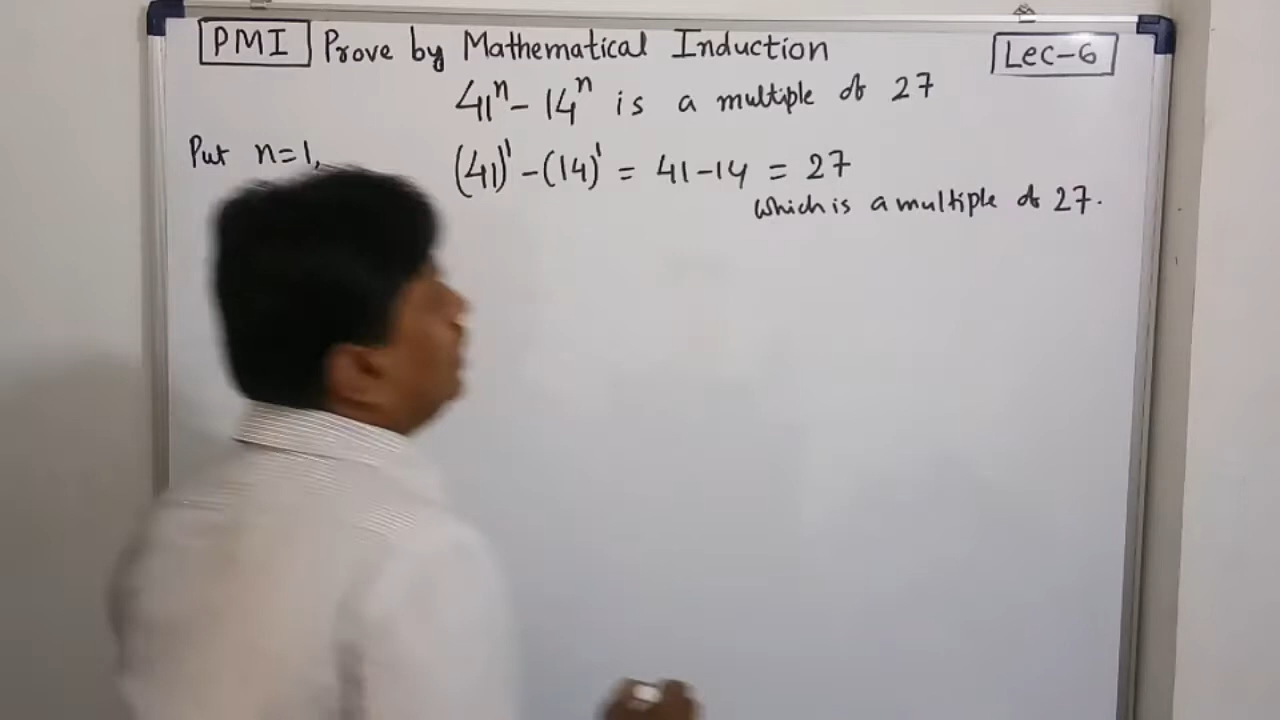 PMI Prove by Mathematical Induction Lec-6
41ⁿ - 14ⁿ is a multiple of 27
Put n=1, (41)¹ - (14)¹ = 41-14 = 27
which is a multiple of 27.